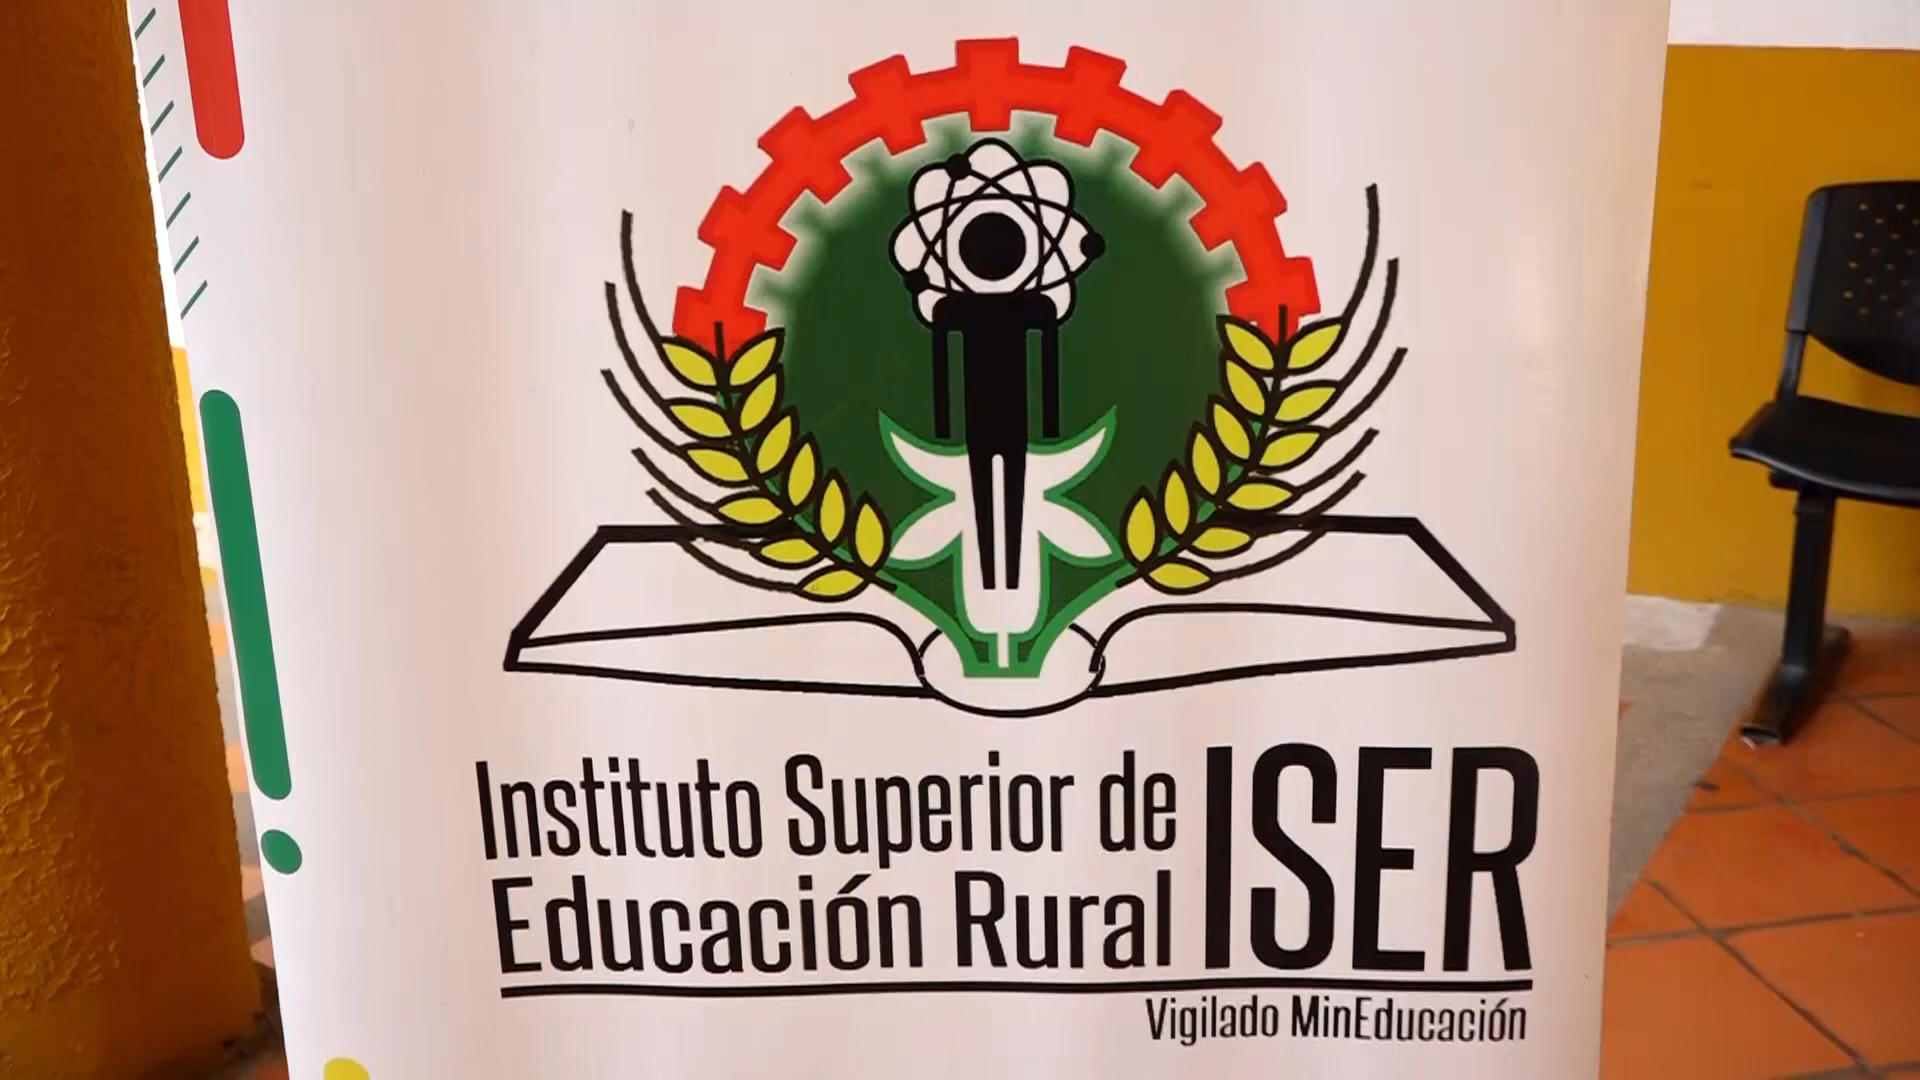 Instituto Superior de
Educación Rural
ISER
Vigilado MinEducación